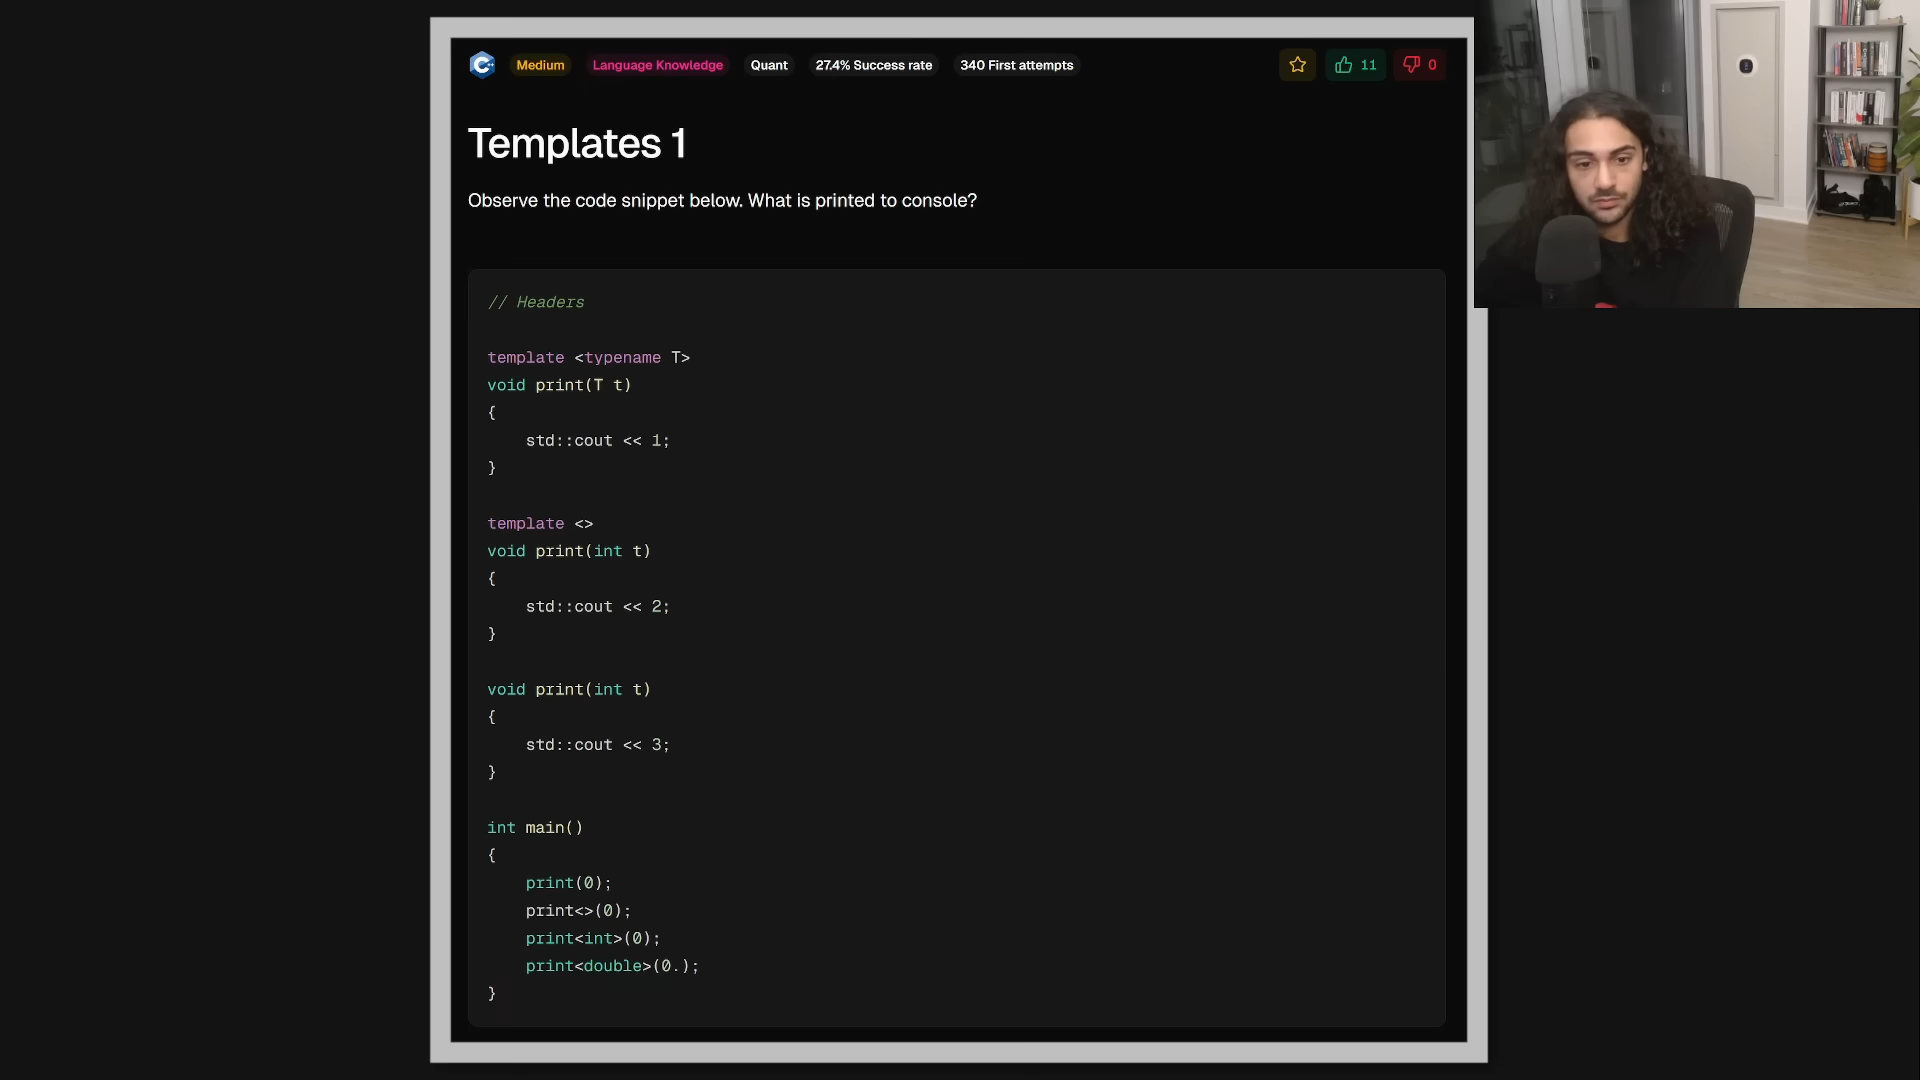 Medium Language Knowledge Quant 27.4% Success rate 340 First attempts 11 0
Templates 1
Observe the code snippet below. What is printed to console?
// Headers
template <typename T>
void print(T t)
{
    std::cout << 1;
}
template <>
void print(int t)
{
    std::cout << 2;
}
void print(int t)
{
    std::cout << 3;
}
int main()
{
    print(0);
    print<>(0);
    print<int>(0);
    print<double>(0.);
}